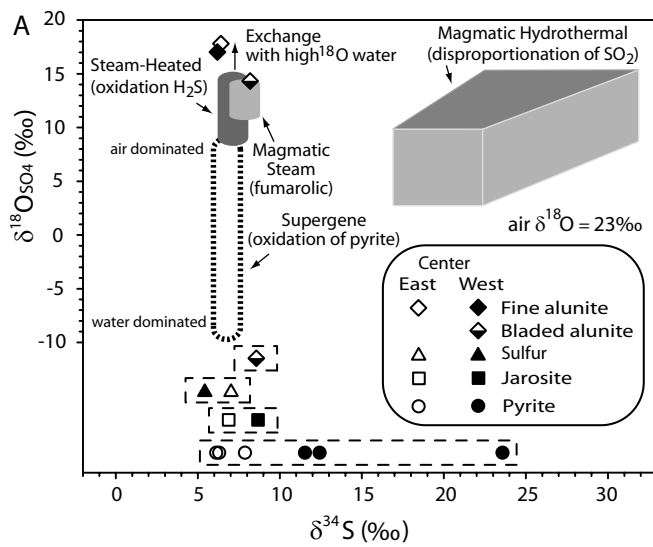 A
Exchange
with high¹⁸O water
Steam-Heated
(oxidation H₂S)
Magmatic Hydrothermal
(disproportionation of SO₂)
Magmatic
Steam
(fumarolic)
air dominated
Supergene
(oxidation of pyrite)
air δ¹⁸O = 23‰
water dominated
Center
East West
Fine alunite
Bladed alunite
Sulfur
Jarosite
Pyrite
20
15
10
5
0
-5
-10
δ¹⁸O_SO4 (‰)
0 5 10 15 20 25 30
δ³⁴S (‰)